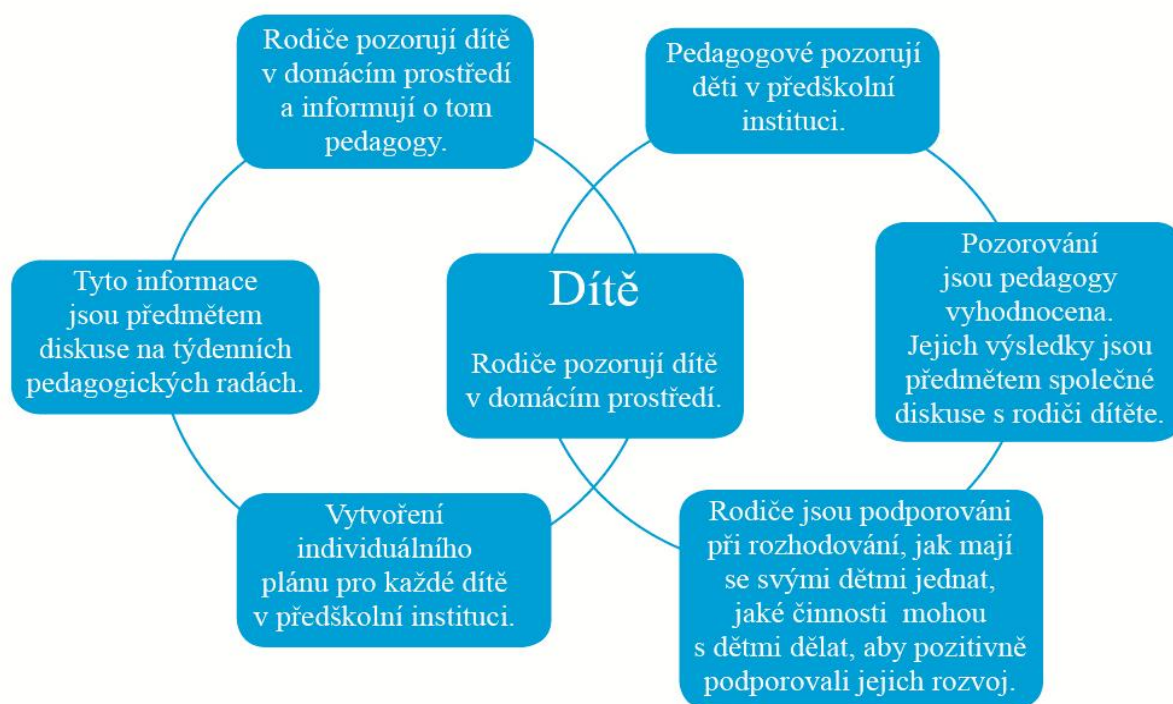 Rodiče pozorují dítě
v domácím prostředí
a informují o tom
pedagogy.
Pedagogové pozorují
děti v předškolní
instituci.
Tyto informace
jsou předmětem
diskuse na týdenních
pedagogických radách.
Dítě
Rodiče pozorují dítě
v domácím prostředí.
Pozorování
jsou pedagogy
vyhodnocena.
Jejich výsledky jsou
předmětem společné
diskuse s rodiči dítěte.
Vytvoření
individuálního
plánu pro každé dítě
v předškolní instituci.
Rodiče jsou podporováni
při rozhodování, jak mají
se svými dětmi jednat,
jaké činnosti mohou
s dětmi dělat, aby pozitivně
podporovali jejich rozvoj.